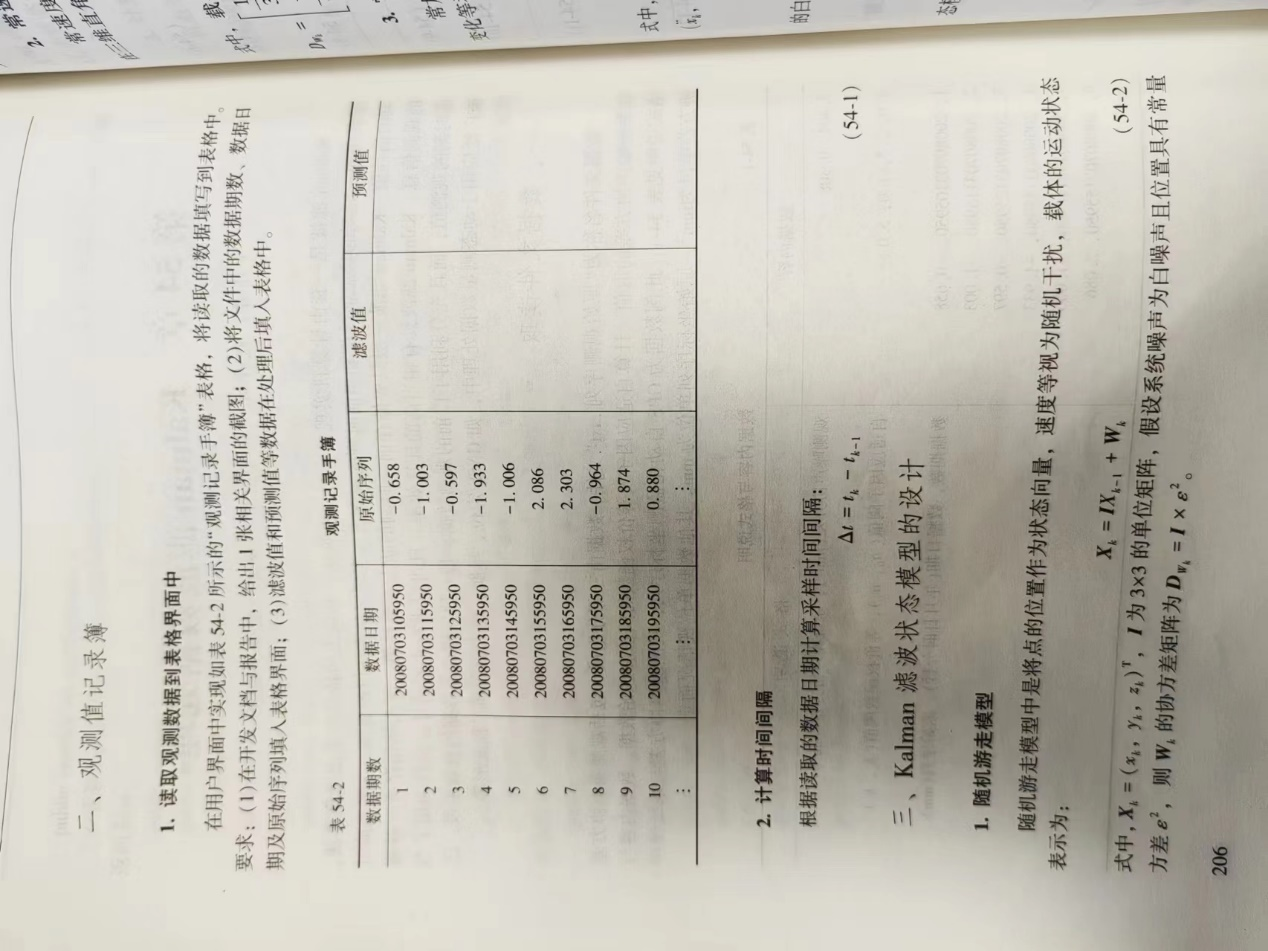 二、观测值记录簿
1. 读取观测数据到表格界面中
在用户界面中实现如表 54-2 所示的“观测记录手簿”表格，将读取的数据填写到表格中。
要求：(1)在开发文档与报告中，给出 1 张相关界面的截图；(2)将文件中的数据期数、数据日
期及原始序列填入表格界面；(3)滤波值和预测值等数据在处理后填入表格中。
表 54-2 观测记录手簿
数据期数 数据日期 原始序列 滤波值 预测值
1 20080703105950 -0.658
2 20080703115950 -1.003
3 20080703125950 -0.597
4 20080703135950 -1.933
5 20080703145950 -1.006
6 20080703155950 2.086
7 20080703165950 2.303
8 20080703175950 -0.964
9 20080703185950 1.874
10 20080703195950 0.880
⋮ ⋮ ⋮
2. 计算时间间隔
根据读取的数据日期计算采样时间间隔：
Δt = t_k - t_{k-1} (54-1)
三、Kalman 滤波状态模型的设计
1. 随机游走模型
随机游走模型中是将点的位置作为状态向量，速度等视为随机干扰，载体的运动状态
表示为：
X_k = IX_{k-1} + W_k (54-2)
式中，X_k = (x_k, y_k, z_k)^T，I 为 3×3 的单位矩阵，假设系统噪声为白噪声且位置具有常量
方差 ε²，则 W_k 的协方差矩阵为 D_{W_k} = I × ε²。
206
2. 常速
常速度
3.
常加
变化等
式中，
的白